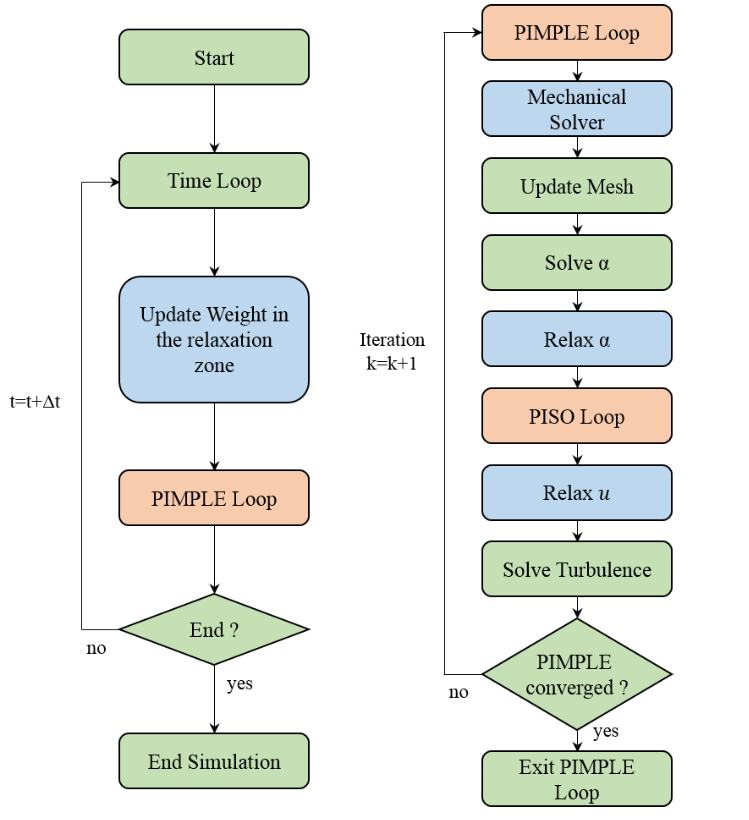 Start
Time Loop
Update Weight in
the relaxation
zone
t=t+Δt
PIMPLE Loop
End ?
no
yes
End Simulation
PIMPLE Loop
Mechanical
Solver
Update Mesh
Solve α
Relax α
Iteration
k=k+1
PISO Loop
Relax u
Solve Turbulence
PIMPLE
converged ?
no
yes
Exit PIMPLE
Loop